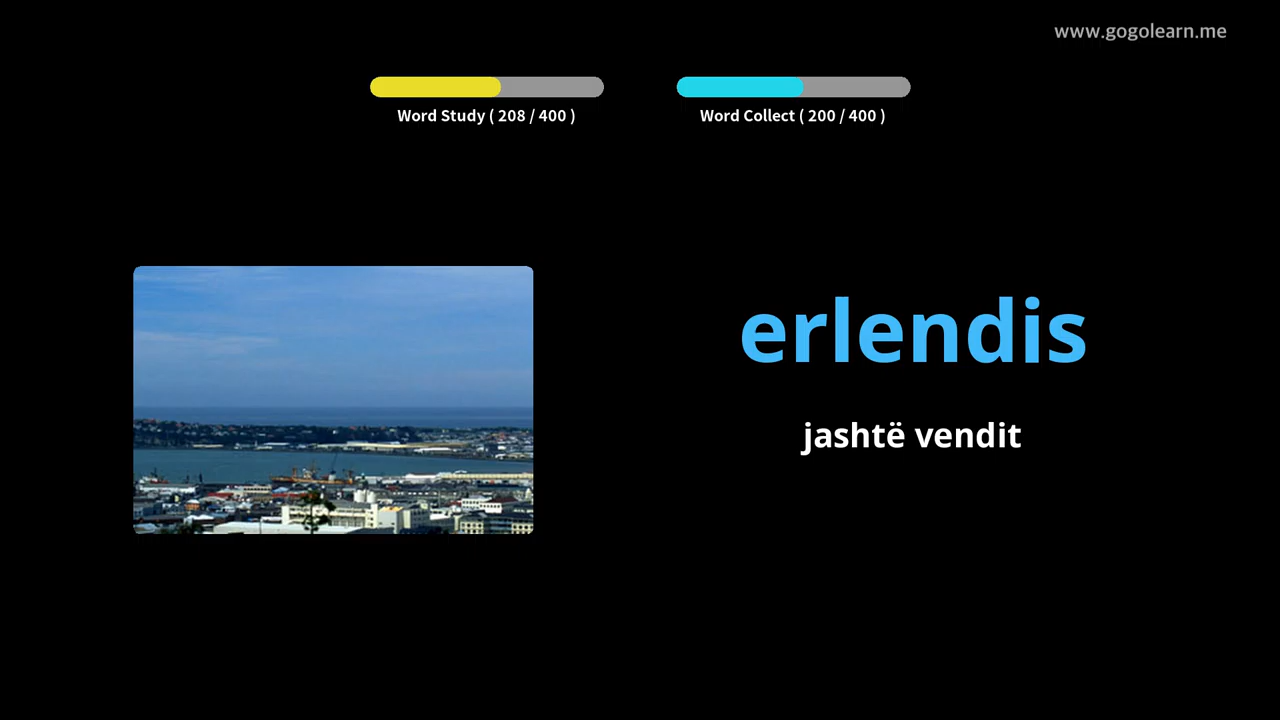 www.gogolearn.me
Word Study ( 208 / 400 )
Word Collect ( 200 / 400 )
erlendis
jashtë vendit